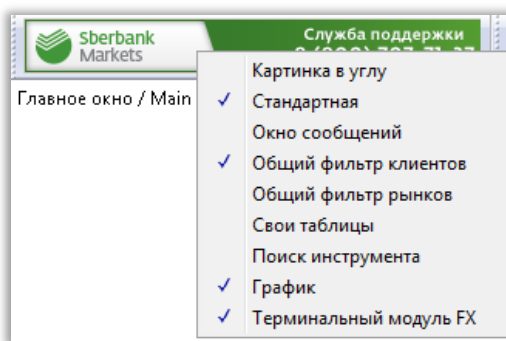 Sberbank
Markets
Служба поддержки
Главное окно / Main
Картинка в углу
Стандартная
Окно сообщений
Общий фильтр клиентов
Общий фильтр рынков
Свои таблицы
Поиск инструмента
График
Терминальный модуль FX